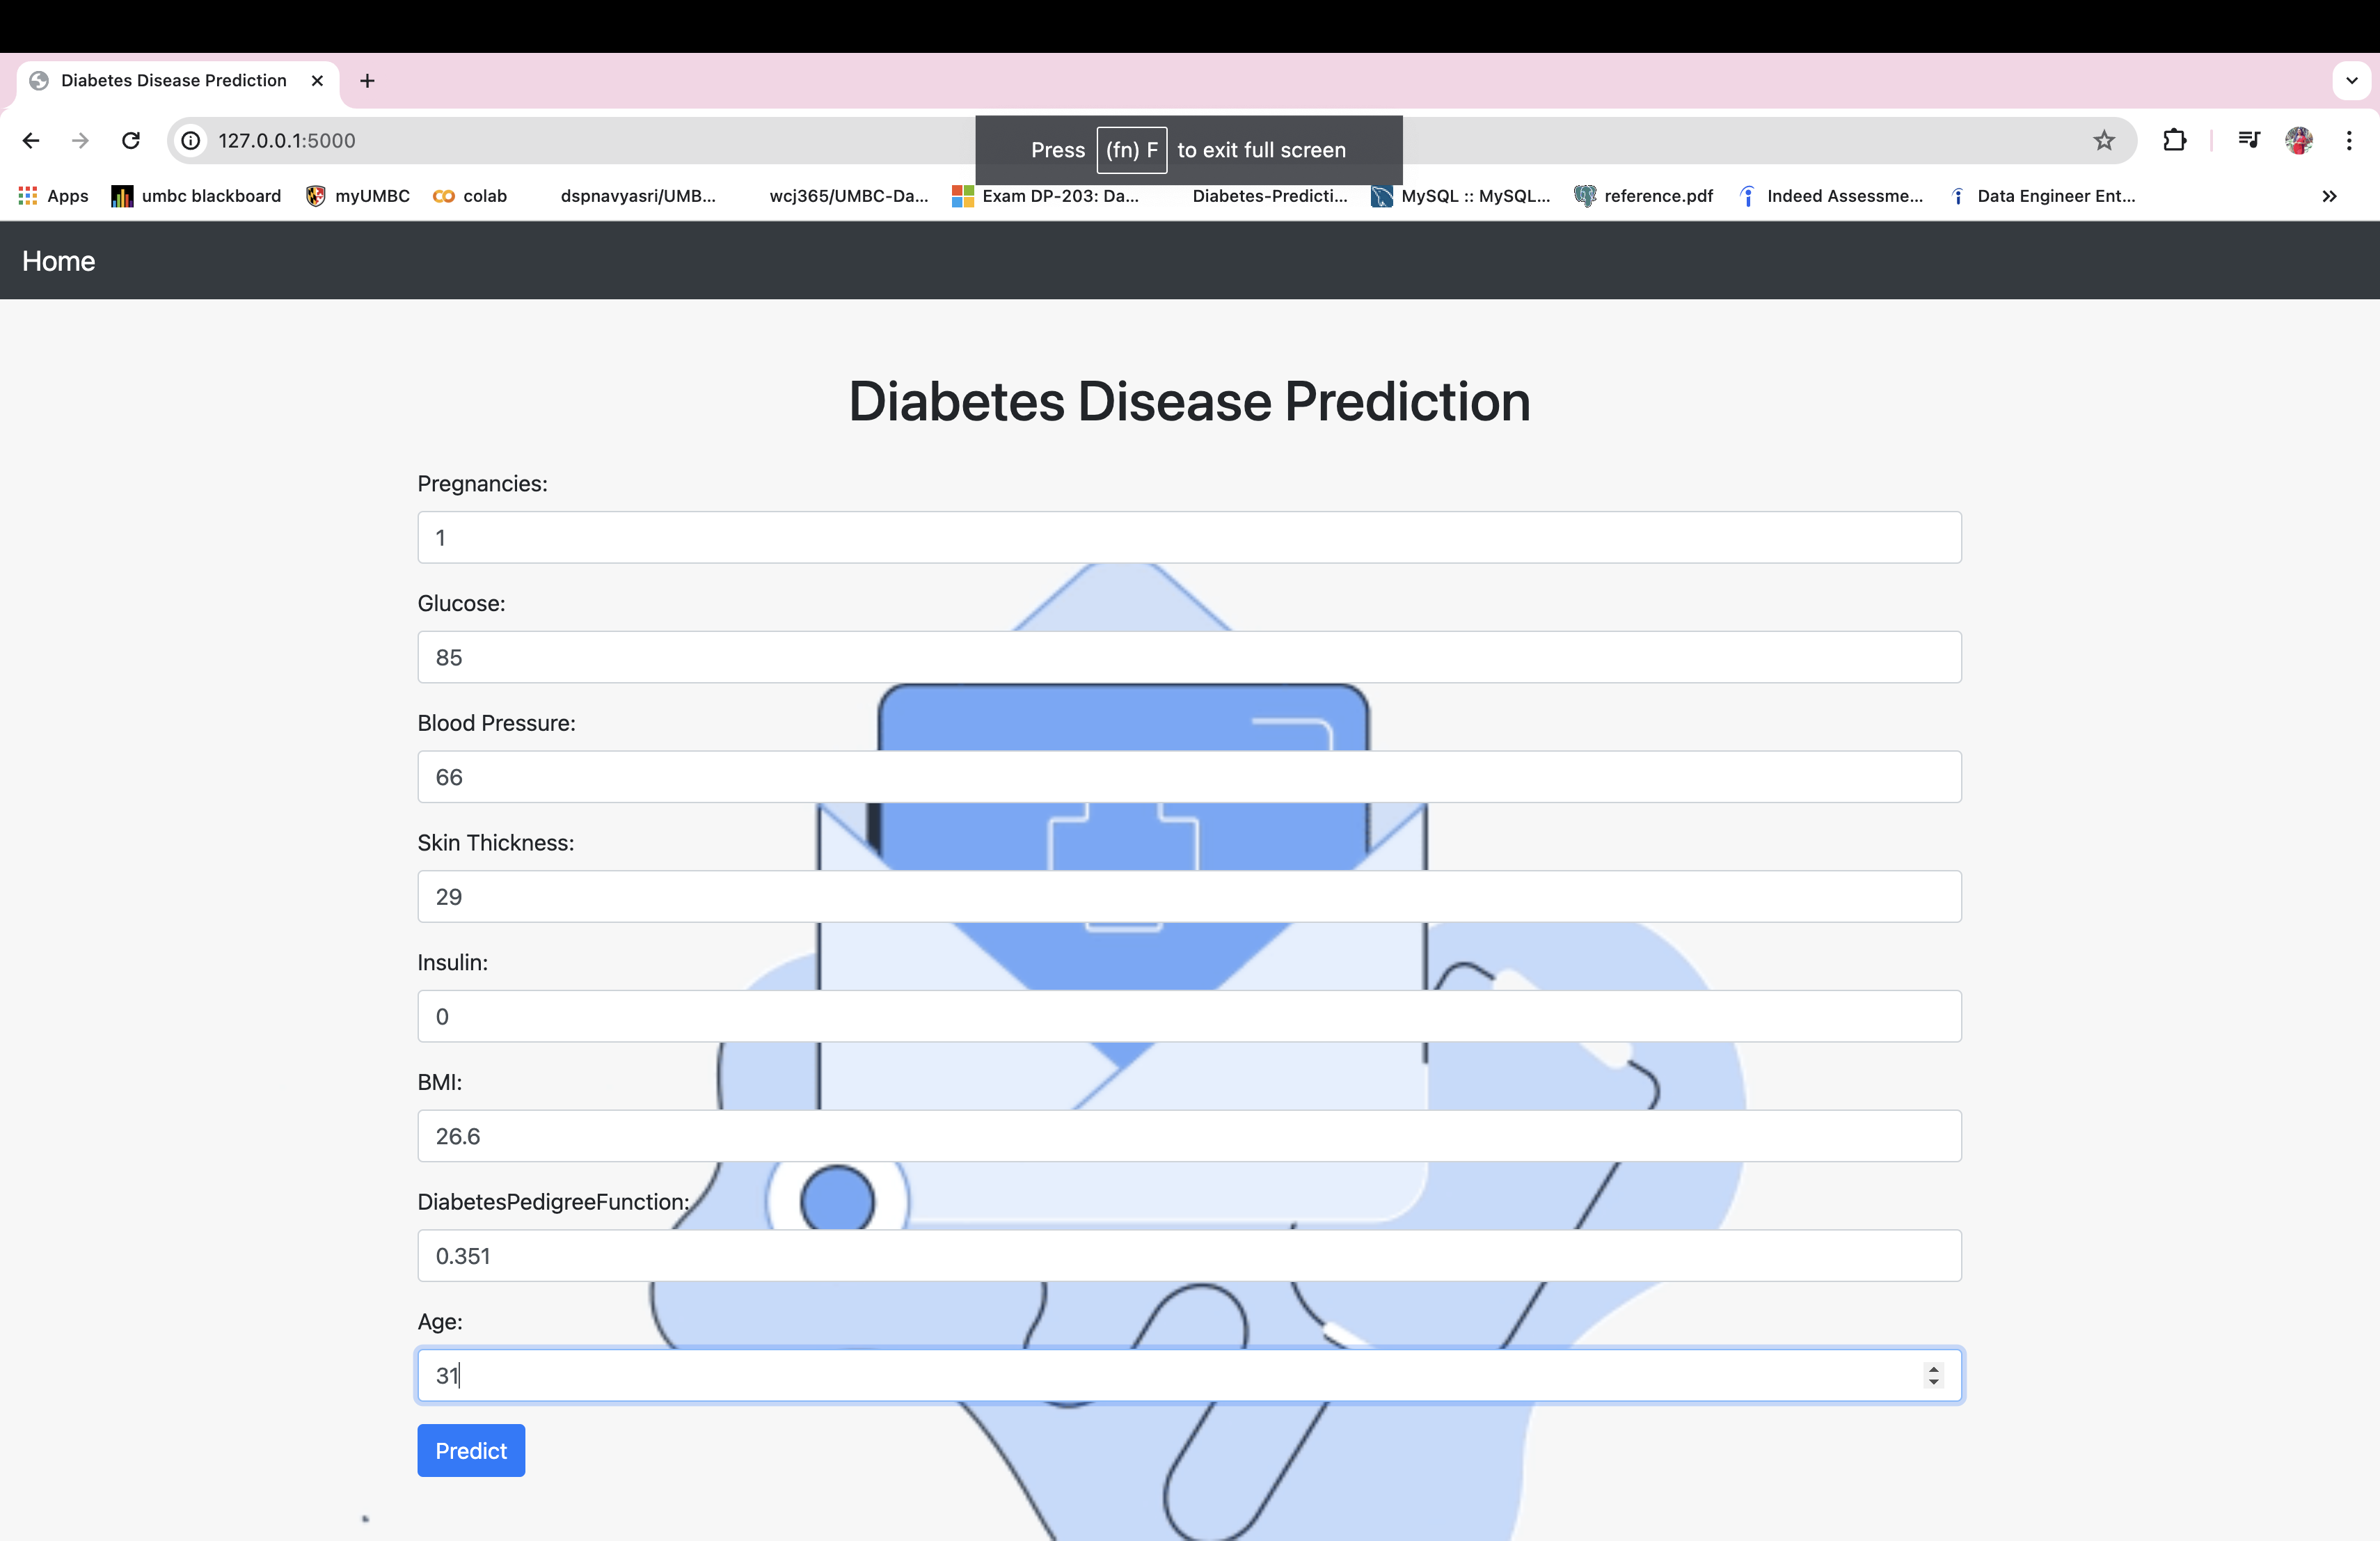 Diabetes Disease Prediction
127.0.0.1:5000
Press (fn) F to exit full screen
Apps umbc blackboard myUMBC colab dspnavyasri/UMB... wcj365/UMBC-Da... Exam DP-203: Da... Diabetes-Predicti... MySQL :: MySQL... reference.pdf Indeed Assessme... Data Engineer Ent...
Home
Diabetes Disease Prediction
Pregnancies:
1
Glucose:
85
Blood Pressure:
66
Skin Thickness:
29
Insulin:
0
BMI:
26.6
DiabetesPedigreeFunction:
0.351
Age:
31
Predict